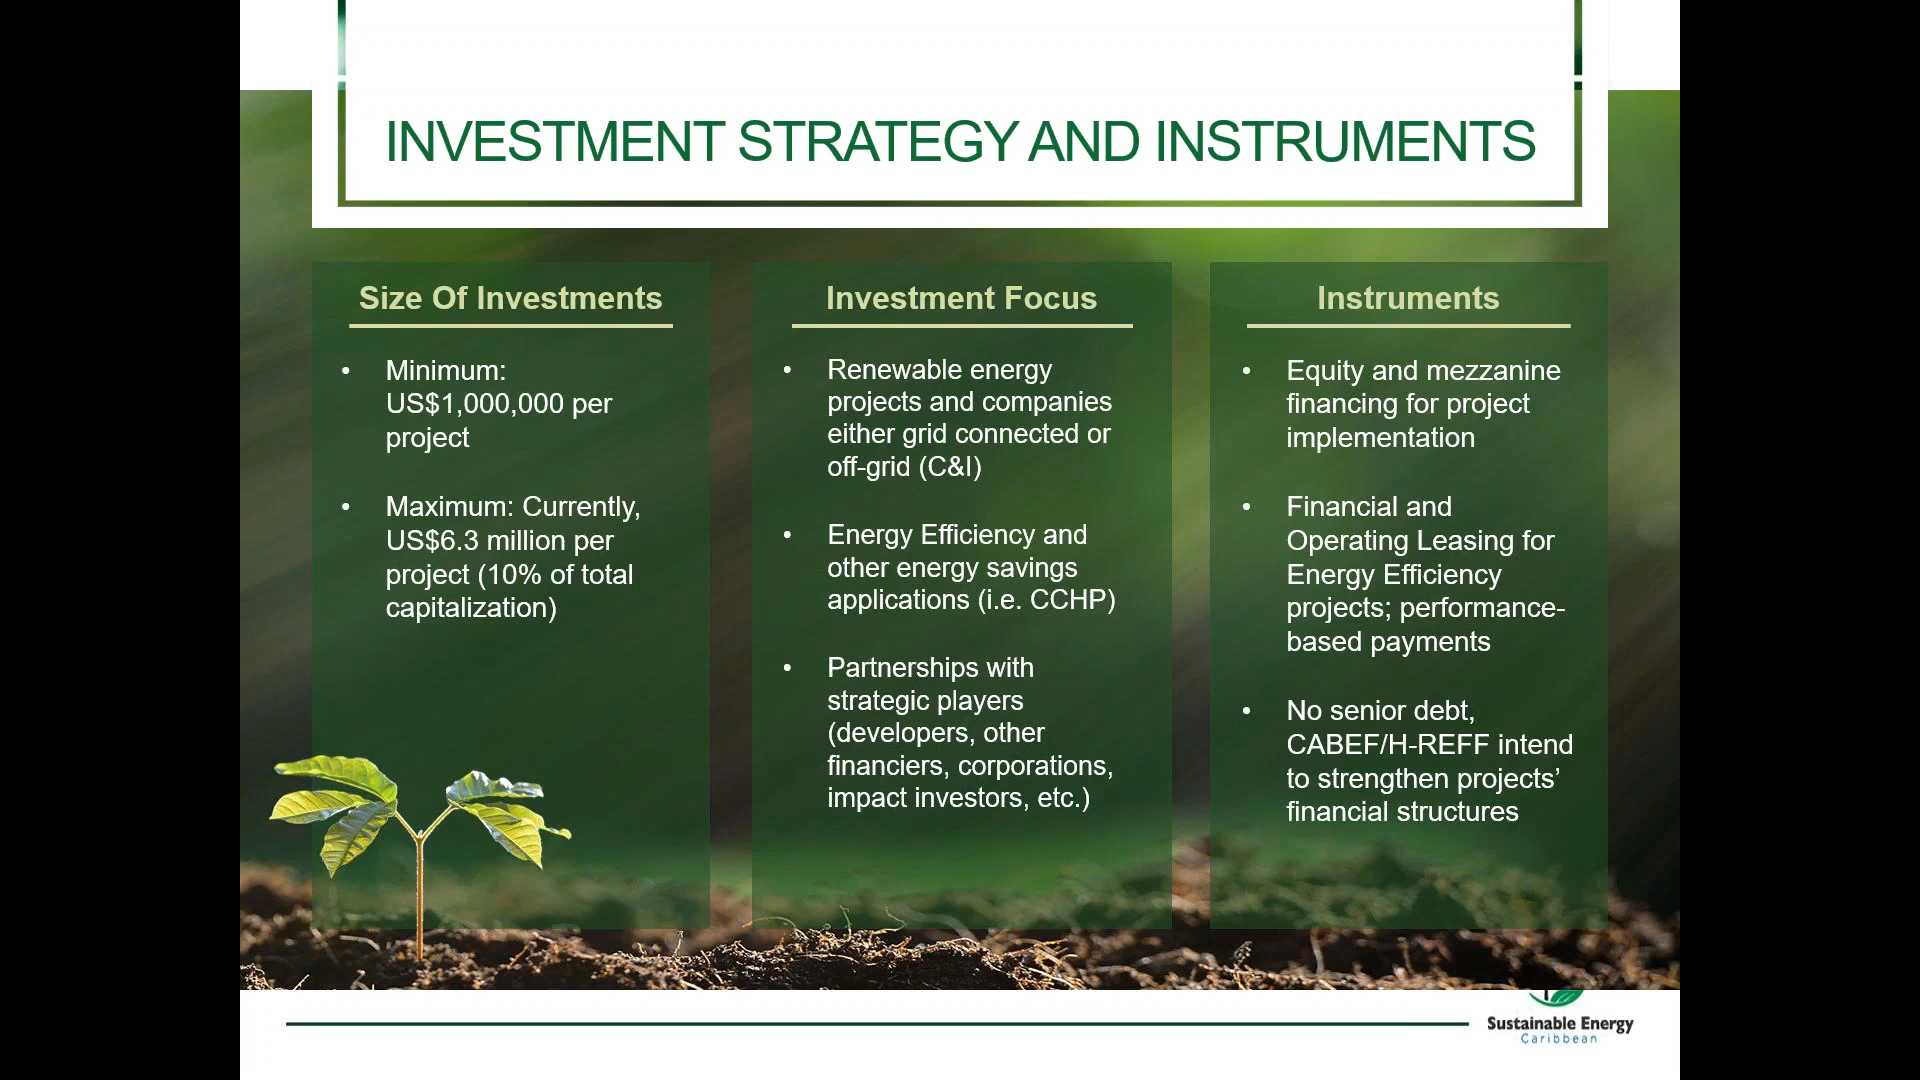 INVESTMENT STRATEGY AND INSTRUMENTS
Size Of Investments
• Minimum:
US$1,000,000 per
project
• Maximum: Currently,
US$6.3 million per
project (10% of total
capitalization)
Investment Focus
• Renewable energy
projects and companies
either grid connected or
off-grid (C&I)
• Energy Efficiency and
other energy savings
applications (i.e. CCHP)
• Partnerships with
strategic players
(developers, other
financiers, corporations,
impact investors, etc.)
Instruments
• Equity and mezzanine
financing for project
implementation
• Financial and
Operating Leasing for
Energy Efficiency
projects; performance-
based payments
• No senior debt,
CABEF/H-REFF intend
to strengthen projects’
financial structures
Sustainable Energy
Caribbean